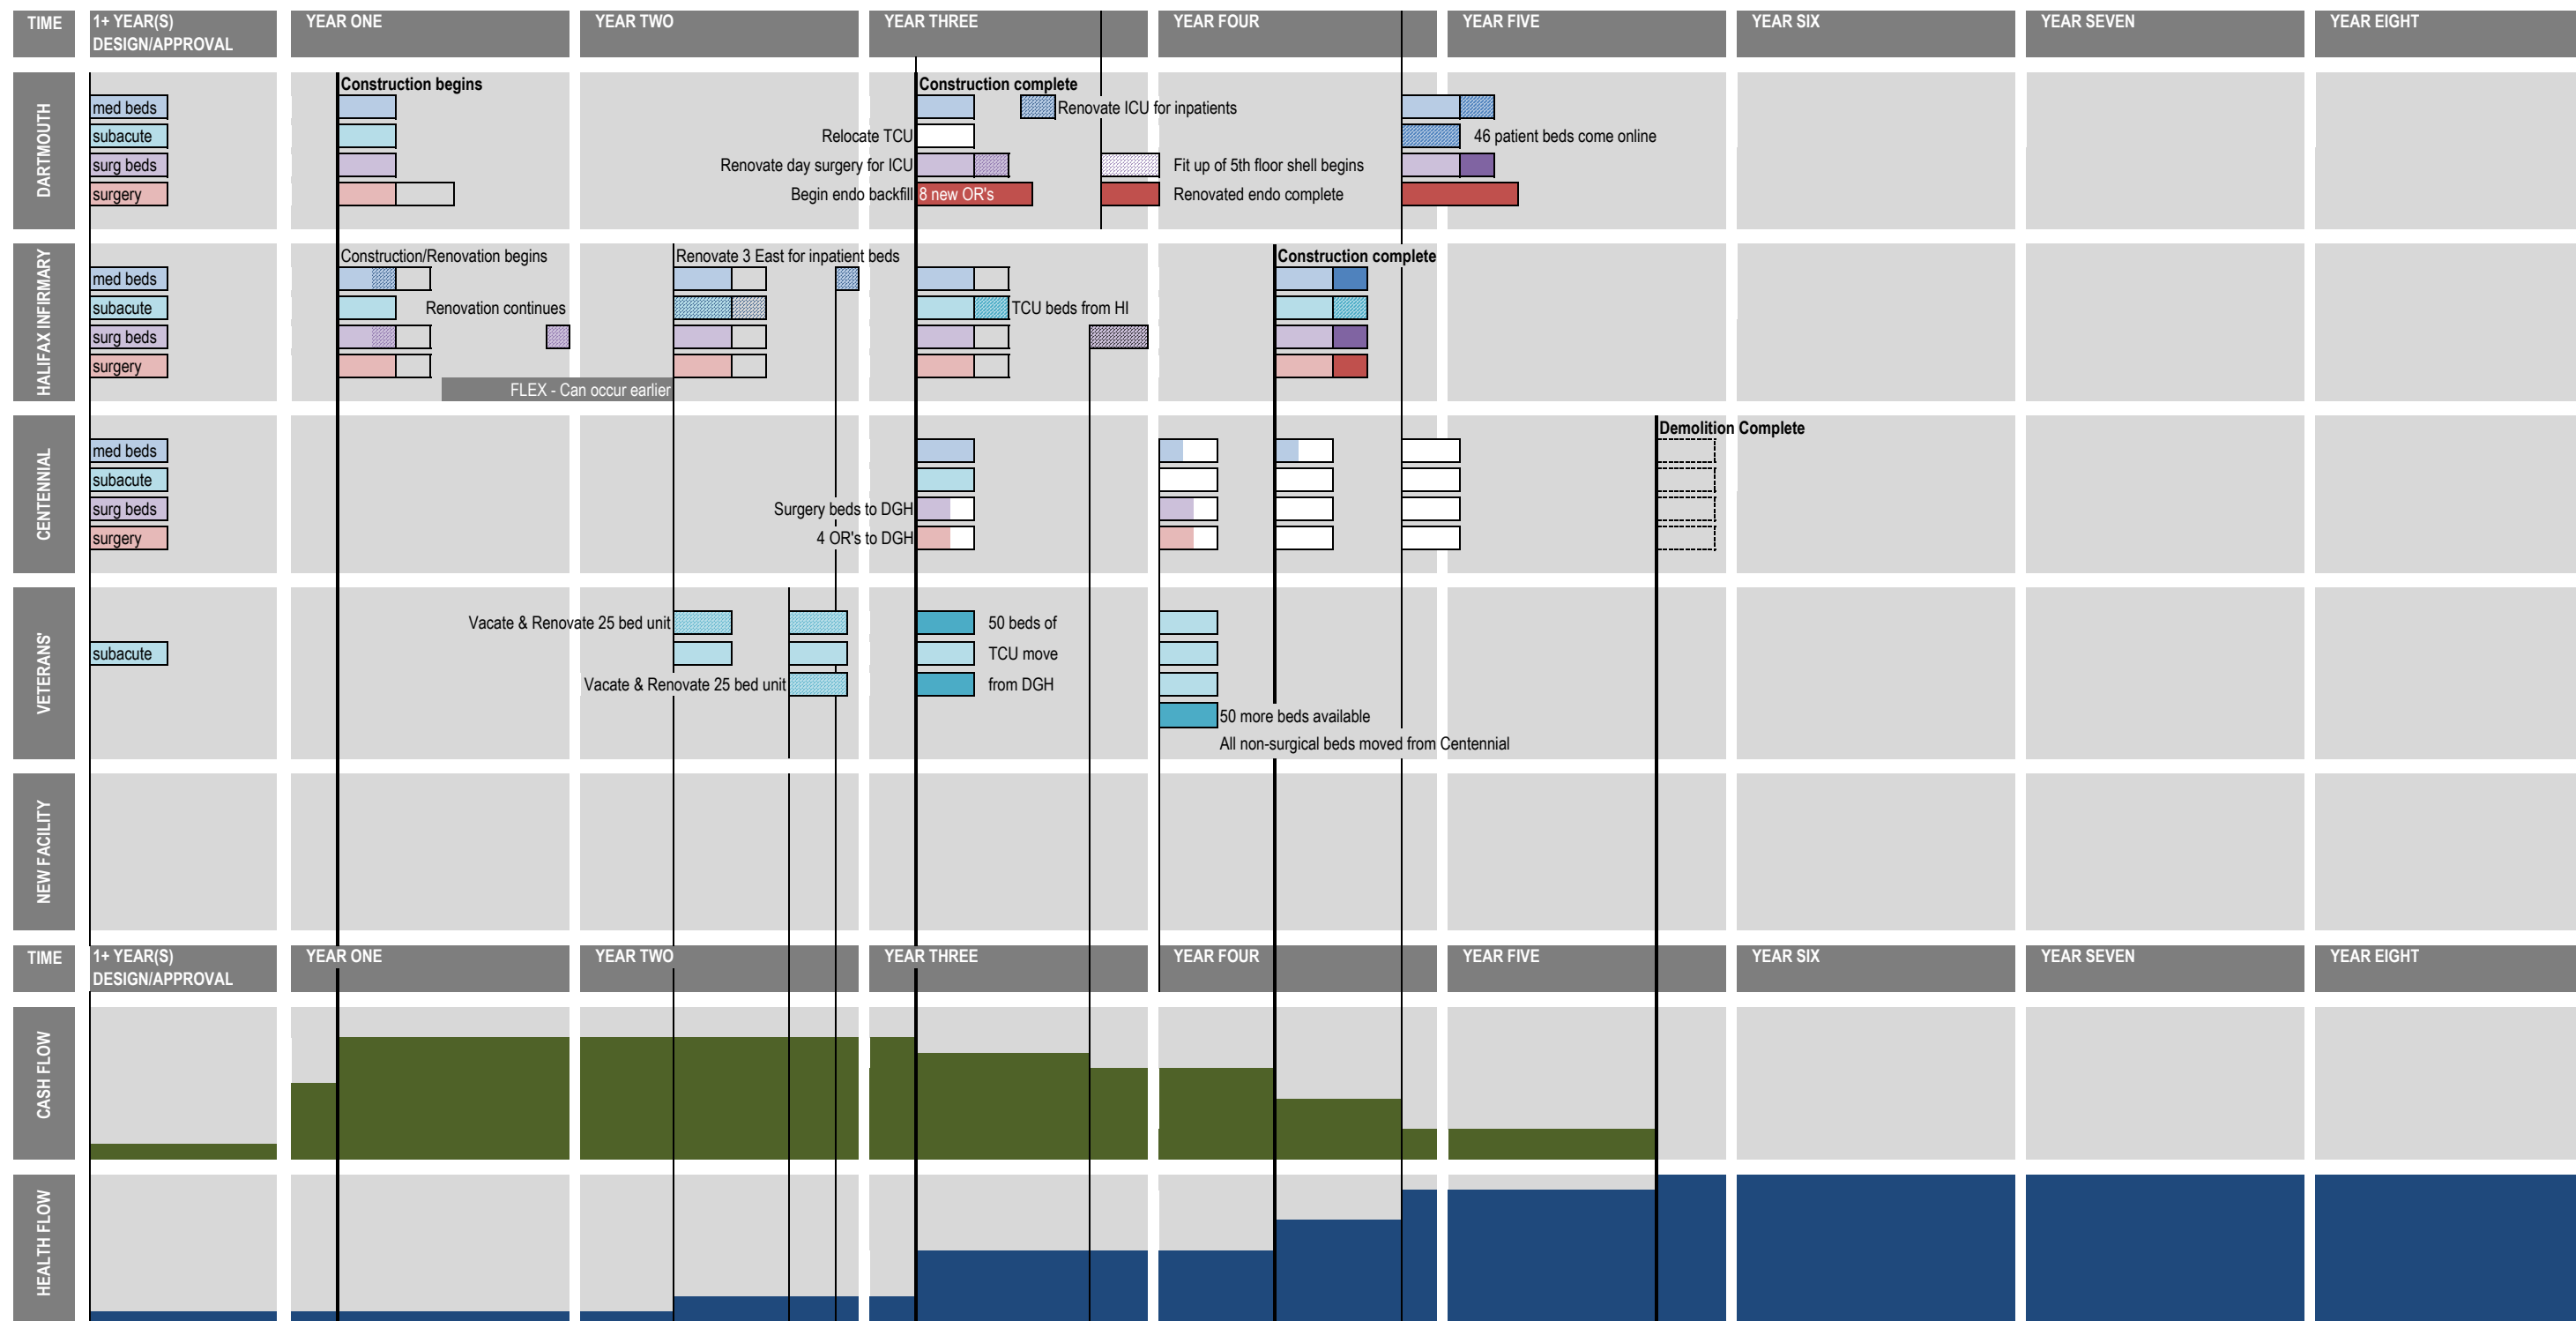 TIME
1+ YEAR(S)
DESIGN/APPROVAL
YEAR ONE
YEAR TWO
YEAR THREE
YEAR FOUR
YEAR FIVE
YEAR SIX
YEAR SEVEN
YEAR EIGHT
DARTMOUTH
Construction begins
Construction complete
med beds
Renovate ICU for inpatients
subacute
Relocate TCU
46 patient beds come online
surg beds
Renovate day surgery for ICU
Fit up of 5th floor shell begins
surgery
Begin endo backfill
8 new OR's
Renovated endo complete
HALIFAX INFIRMARY
Construction/Renovation begins
Renovate 3 East for inpatient beds
Construction complete
med beds
subacute
Renovation continues
TCU beds from HI
surg beds
surgery
FLEX - Can occur earlier
CENTENNIAL
Demolition Complete
med beds
subacute
surg beds
Surgery beds to DGH
surgery
4 OR's to DGH
VETERANS'
Vacate & Renovate 25 bed unit
50 beds of
subacute
TCU move
Vacate & Renovate 25 bed unit
from DGH
50 more beds available
All non-surgical beds moved from Centennial
NEW FACILITY
TIME
1+ YEAR(S)
DESIGN/APPROVAL
YEAR ONE
YEAR TWO
YEAR THREE
YEAR FOUR
YEAR FIVE
YEAR SIX
YEAR SEVEN
YEAR EIGHT
CASH FLOW
HEALTH FLOW